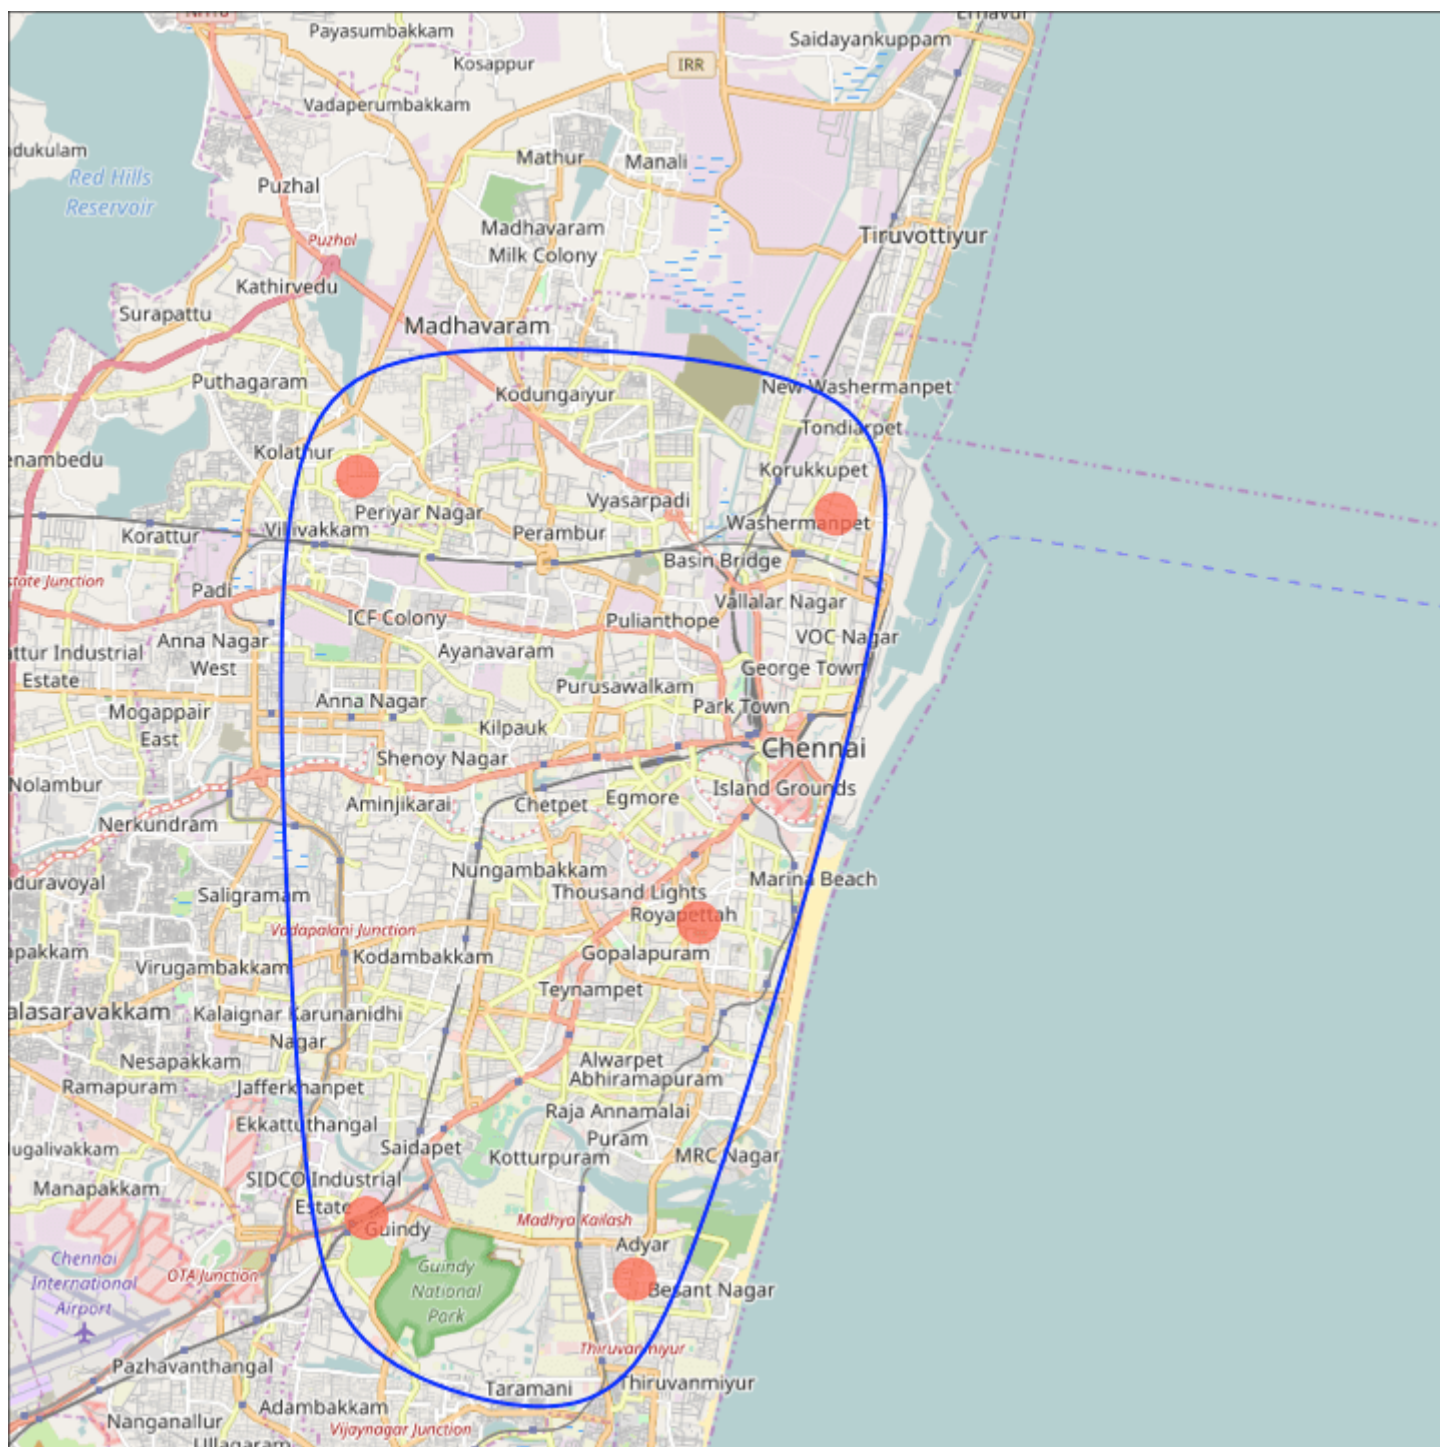 NH16
Ernavur
Payasumbakkam
Saidayankuppam
Kosappur
IRR
Vadaperumbakkam
dukulam
Mathur
Manali
Red Hills
Reservoir
Puzhal
Madhavaram
Milk Colony
Tiruvottiyur
Puzhal
Kathirvedu
Surapattu
Madhavaram
Puthagaram
Kodungaiyur
New Washermanpet
Tondiarpet
Kolathur
enambedu
Korukkupet
Vyasarpadi
Periyar Nagar
Washermanpet
Villivakkam
Korattur
Perambur
Basin Bridge
state Junction
Padi
Vallalar Nagar
ICF Colony
Pulianthope
VOC Nagar
Anna Nagar
West
ttur Industrial
Estate
Ayanavaram
George Town
Purusawalkam
Anna Nagar
Park Town
Mogappair
East
Kilpauk
Chennai
Shenoy Nagar
Nolambur
Island Grounds
Egmore
Aminjikarai
Chetpet
Nerkundram
Nungambakkam
Marina Beach
duravoyal
Thousand Lights
Saligramam
Royapettah
Vadapalani Junction
apakkam
Gopalapuram
Kodambakkam
Virugambakkam
Teynampet
alasaravakkam
Kalaignar Karunanidhi
Nagar
Nesapakkam
Alwarpet
Abhiramapuram
Ramapuram
Jafferkhanpet
Raja Annamalai
Puram
Ekkattuthangal
Saidapet
ugalivakkam
Kotturpuram
MRC Nagar
SIDCO Industrial
Estate
Manapakkam
Guindy
Madhya Kailash
Adyar
Chennai
International
Airport
OTA Junction
Guindy
National
Park
Besant Nagar
Thiruvanmiyur
Pazhavanthangal
Taramani
Thiruvanmiyur
Adambakkam
Nanganallur
Vijaynagar Junction
Ullagaram